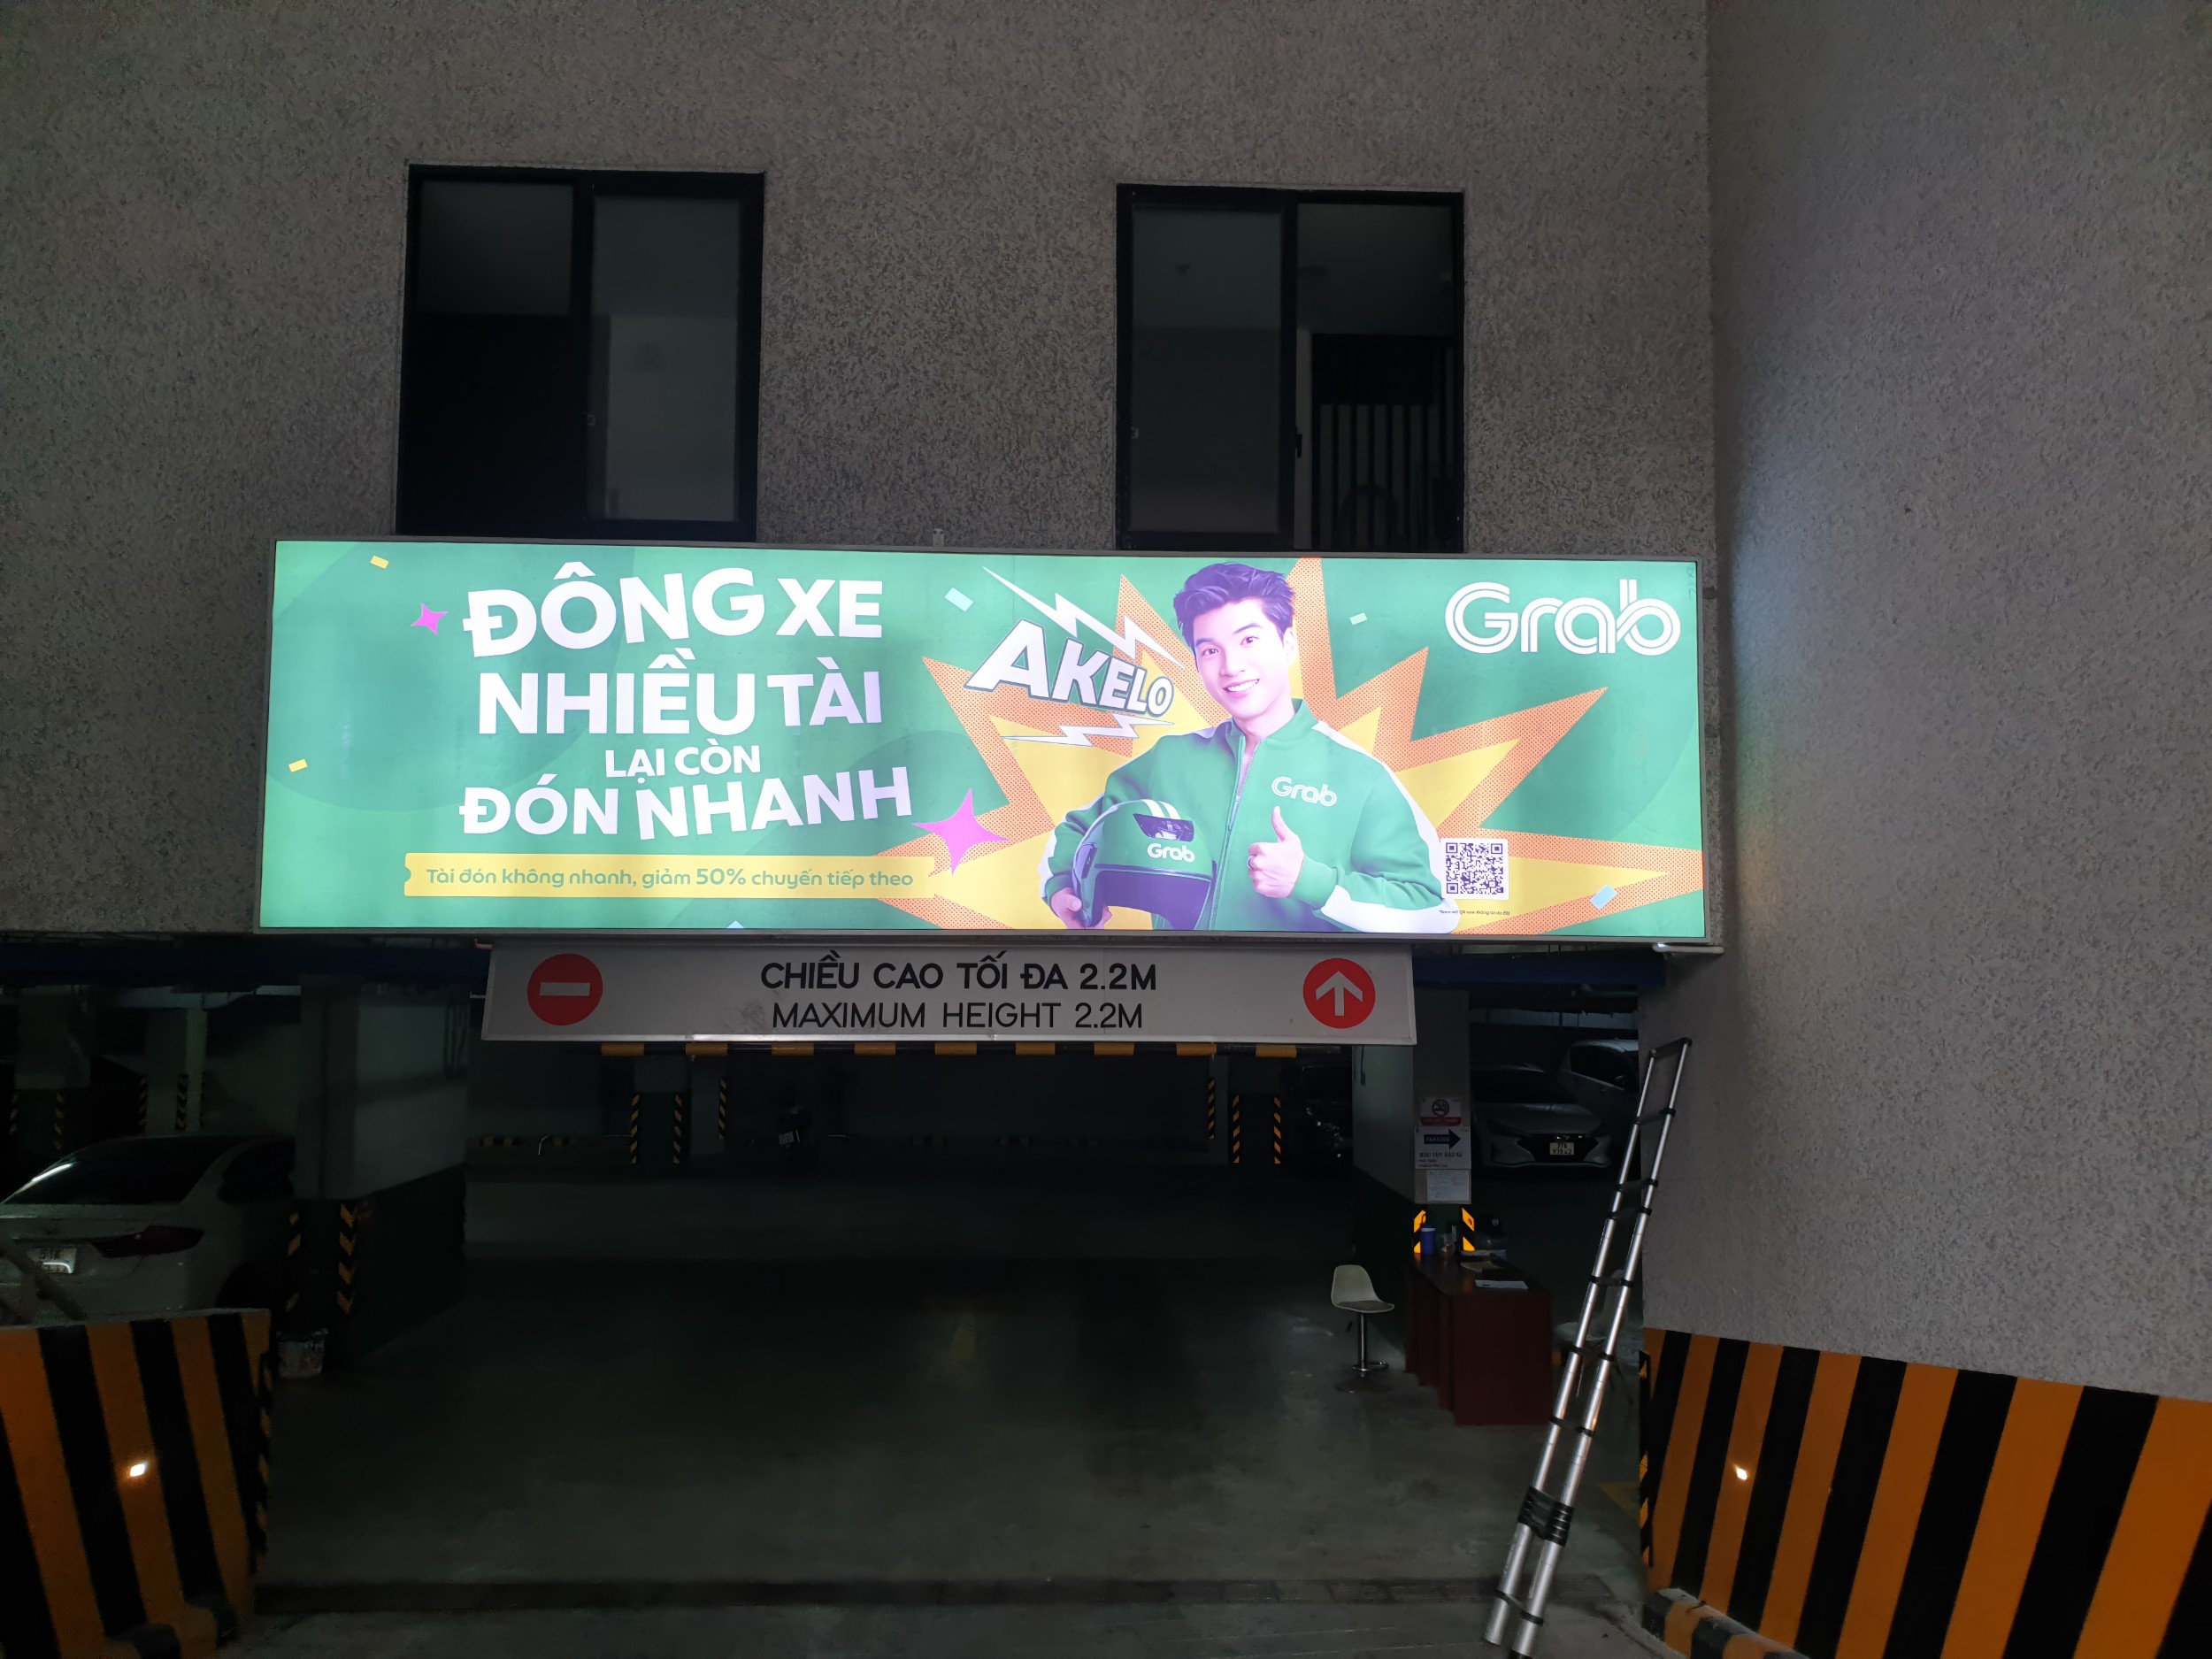 ĐÔNG XE
NHIỀU TÀI
LẠI CÒN
ĐÓN NHANH
Tài đón không nhanh, giảm 50% chuyến tiếp theo
AKELO
Grab
Grab
Grab
CHIỀU CAO TỐI ĐA 2.2M
MAXIMUM HEIGHT 2.2M
PARKING